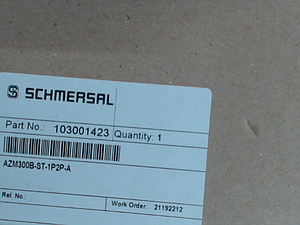 SCHMERSAL
Part No.: 103001423 Quantity: 1
AZM300B-ST-1P2P-A
Ref. No.:
Work Order: 21192212